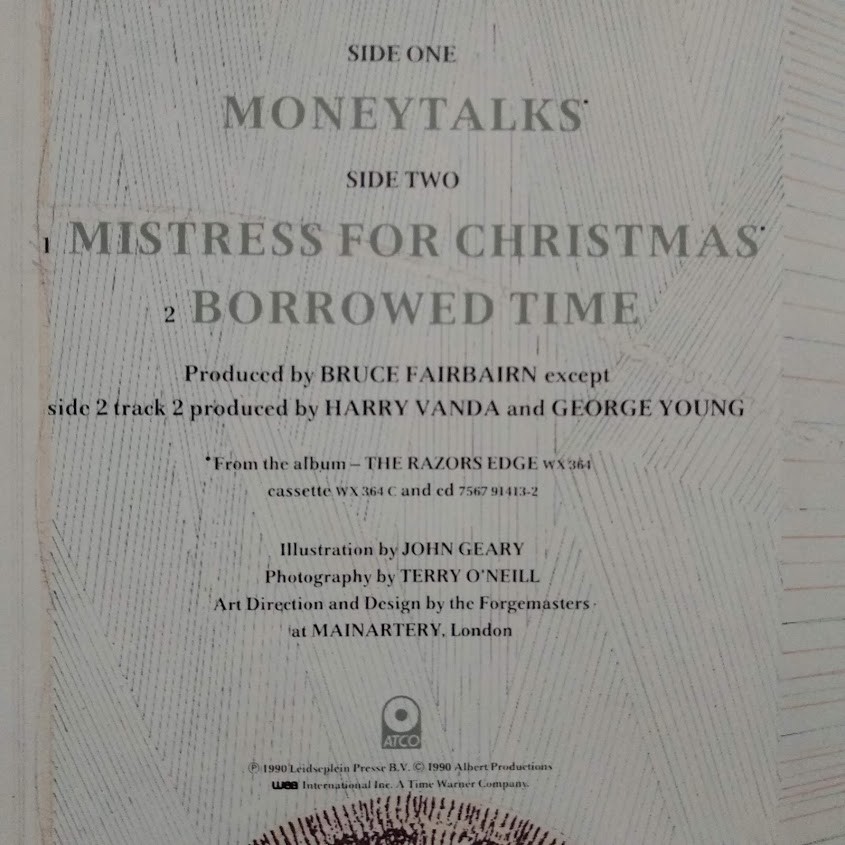 SIDE ONE
MONEYTALKS*
SIDE TWO
1 MISTRESS FOR CHRISTMAS*
2 BORROWED TIME
Produced by BRUCE FAIRBAIRN except
side 2 track 2 produced by HARRY VANDA and GEORGE YOUNG
*From the album – THE RAZORS EDGE WX 364
cassette WX 364 C and cd 7567 91413-2
Illustration by JOHN GEARY
Photography by TERRY O'NEILL
Art Direction and Design by the Forgemasters
at MAINARTERY, London
ATCO
℗ 1990 Leidseplein Presse B.V. © 1990 Albert Productions
wea International Inc. A Time Warner Company.